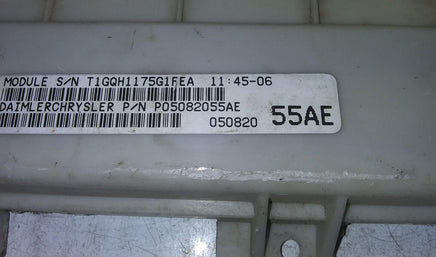 MODULE S/N T1GQH1175G1FEA 11:45-06
DAIMLERCHRYSLER P/N P05082055AE
050820 55AE